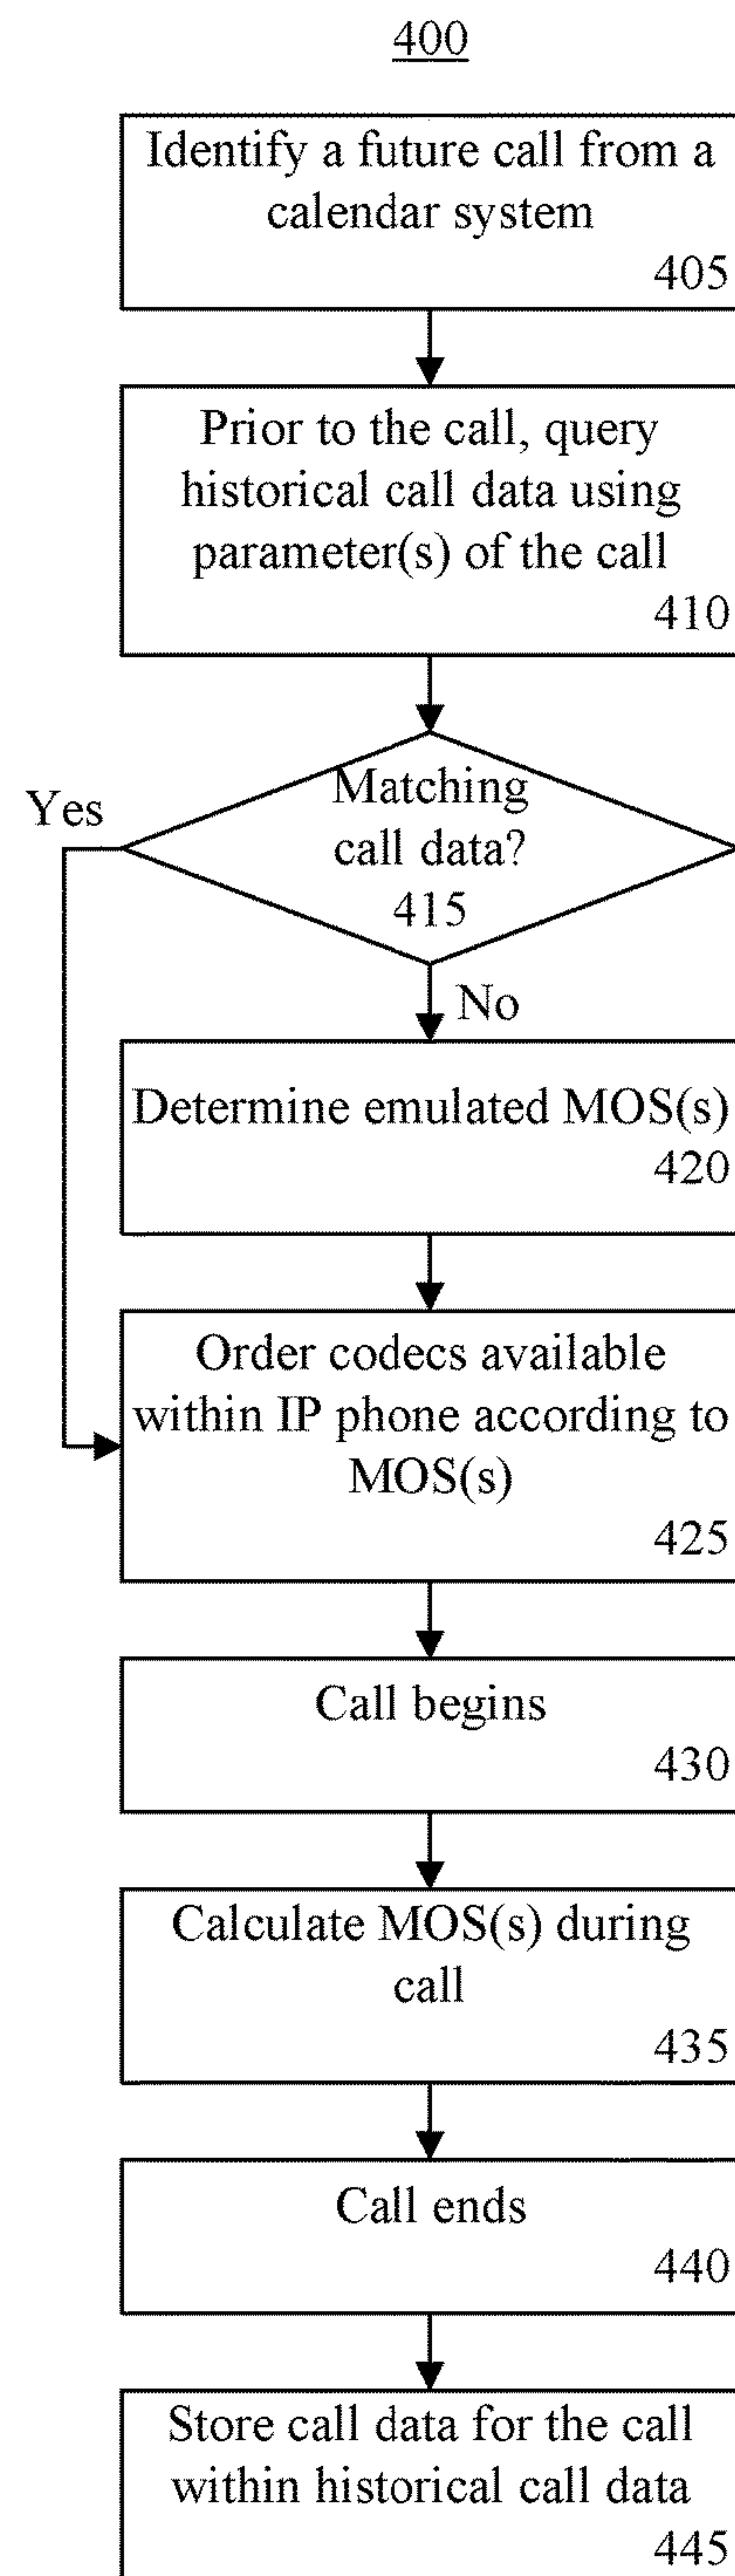 400
Identify a future call from a
calendar system
405
Prior to the call, query
historical call data using
parameter(s) of the call
410
Matching
call data?
415
Yes
No
Determine emulated MOS(s)
420
Order codecs available
within IP phone according to
MOS(s)
425
Call begins
430
Calculate MOS(s) during
call
435
Call ends
440
Store call data for the call
within historical call data
445